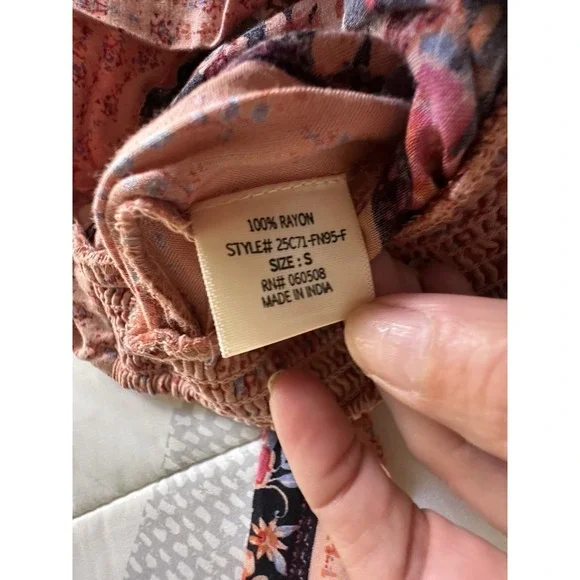 100% RAYON
STYLE# 25C71-FN95-F
SIZE : S
RN# 060508
MADE IN INDIA